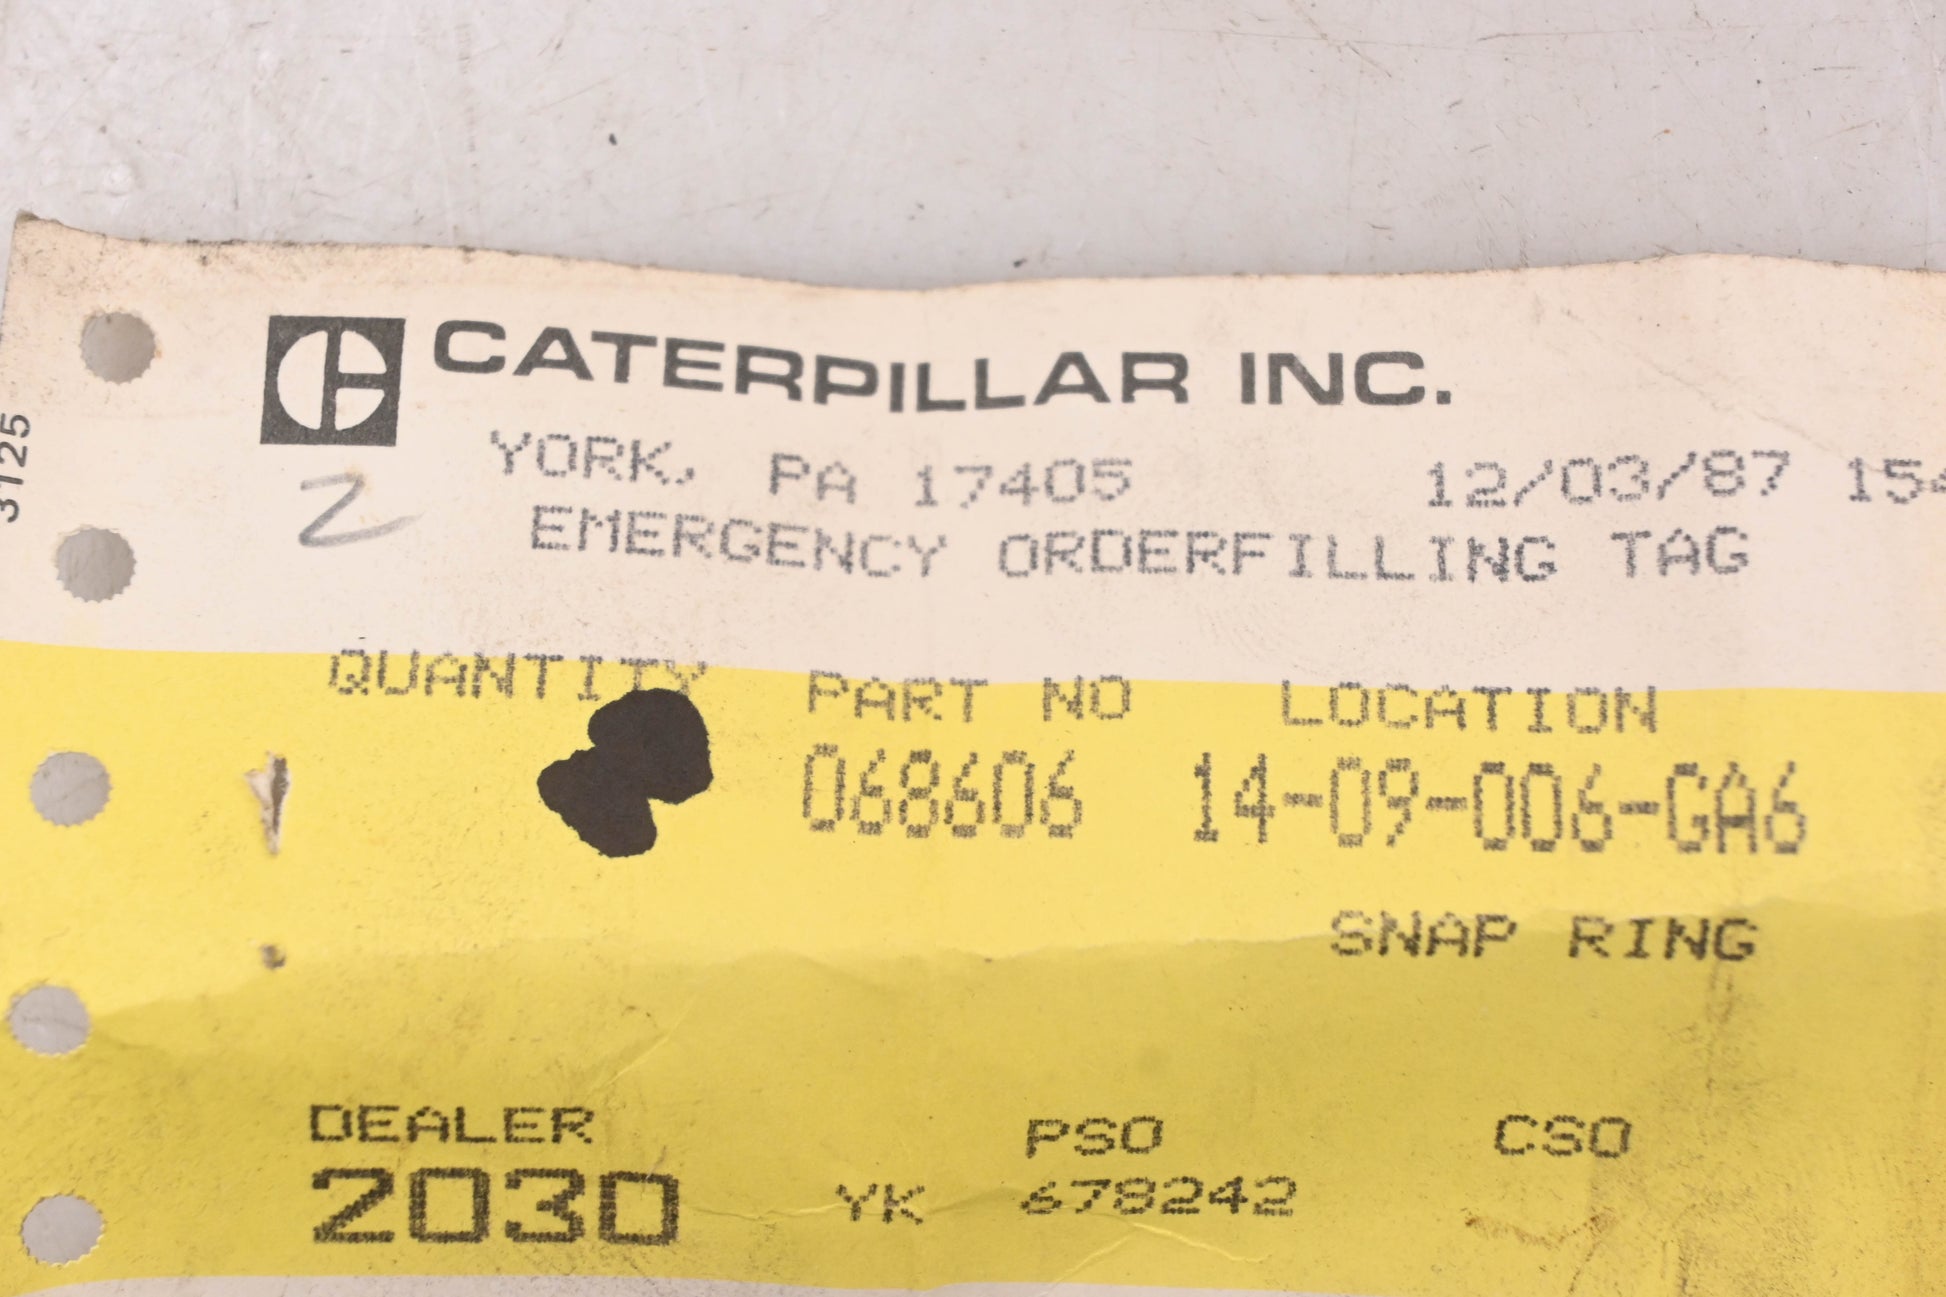 CATERPILLAR INC.
YORK, PA 17405 12/03/87
EMERGENCY ORDERFILLING TAG
3125
2
QUANTITY PART NO LOCATION
068606 14-09-006-GA6
SNAP RING
DEALER PSO CSO
2030 YK 678242